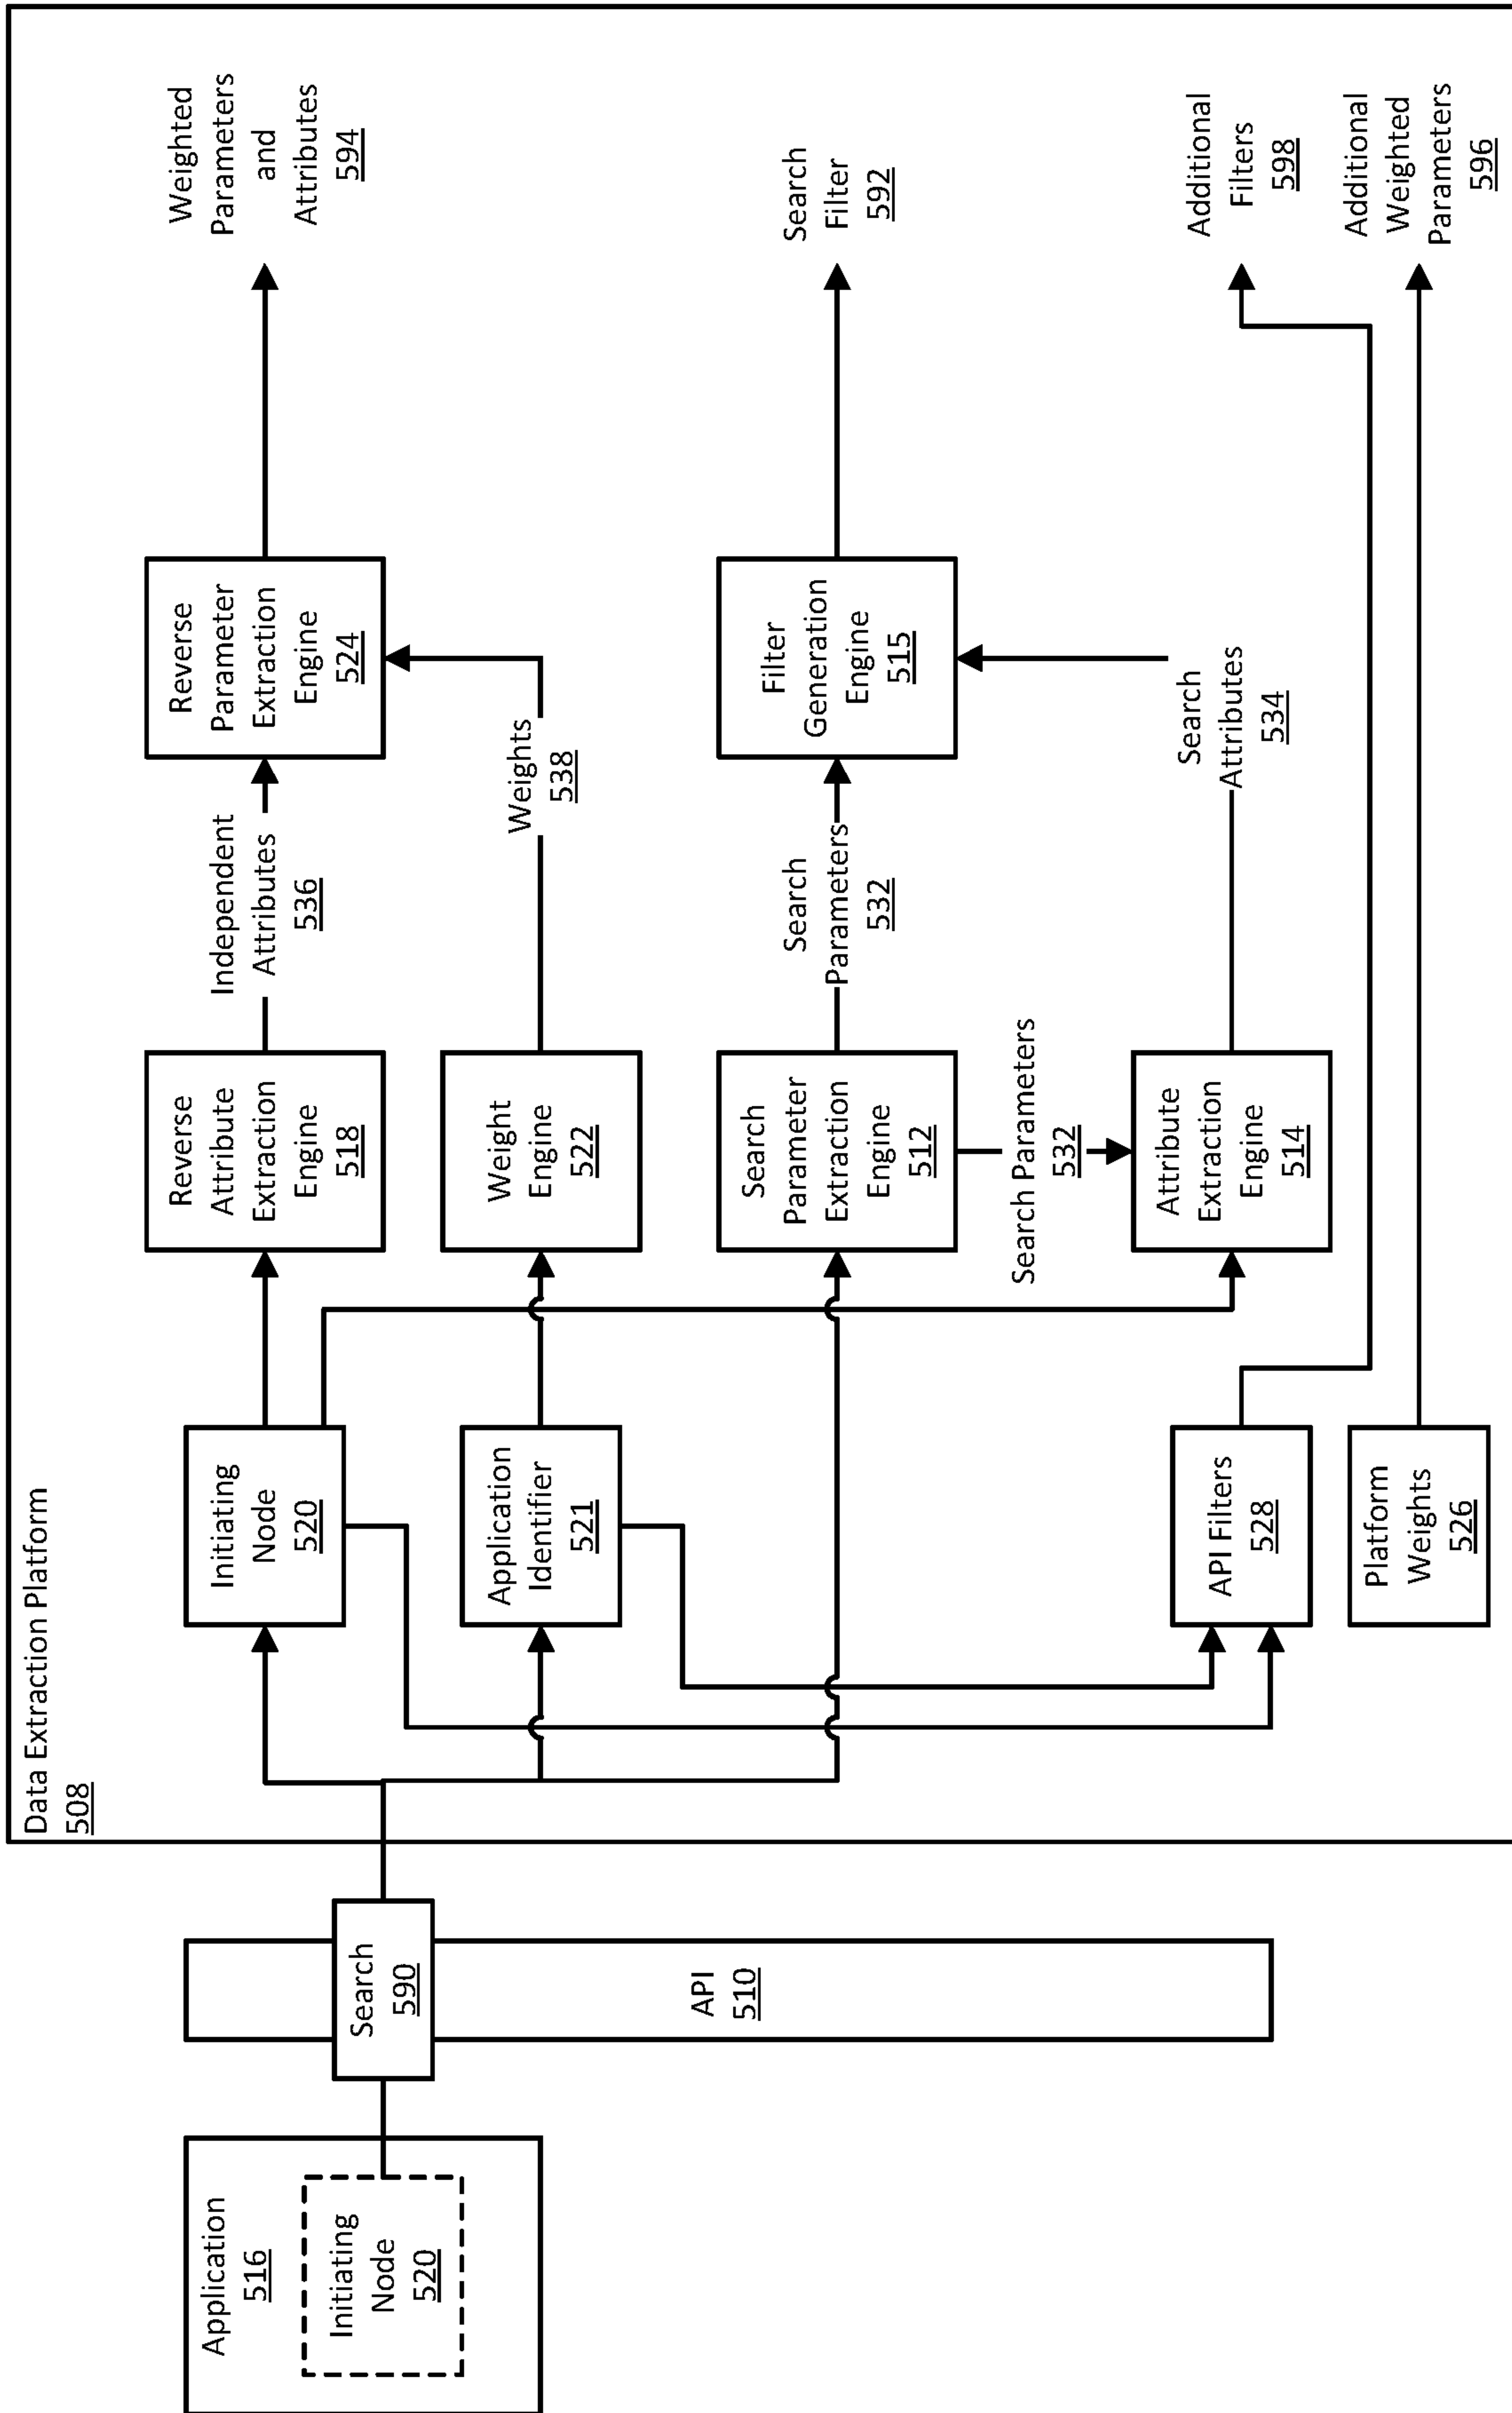 Data Extraction Platform
508
Application
516
Initiating
Node
520
Search
590
API
510
Initiating
Node
520
Application
Identifier
521
API Filters
528
Platform
Weights
526
Reverse
Attribute
Extraction
Engine
518
Weight
Engine
522
Search
Parameter
Extraction
Engine
512
Search Parameters
532
Attribute
Extraction
Engine
514
Independent
Attributes
536
Weights
538
Search
Parameters
532
Search
Attributes
534
Reverse
Parameter
Extraction
Engine
524
Filter
Generation
Engine
515
Weighted
Parameters
and
Attributes
594
Search
Filter
592
Additional
Filters
598
Additional
Weighted
Parameters
596